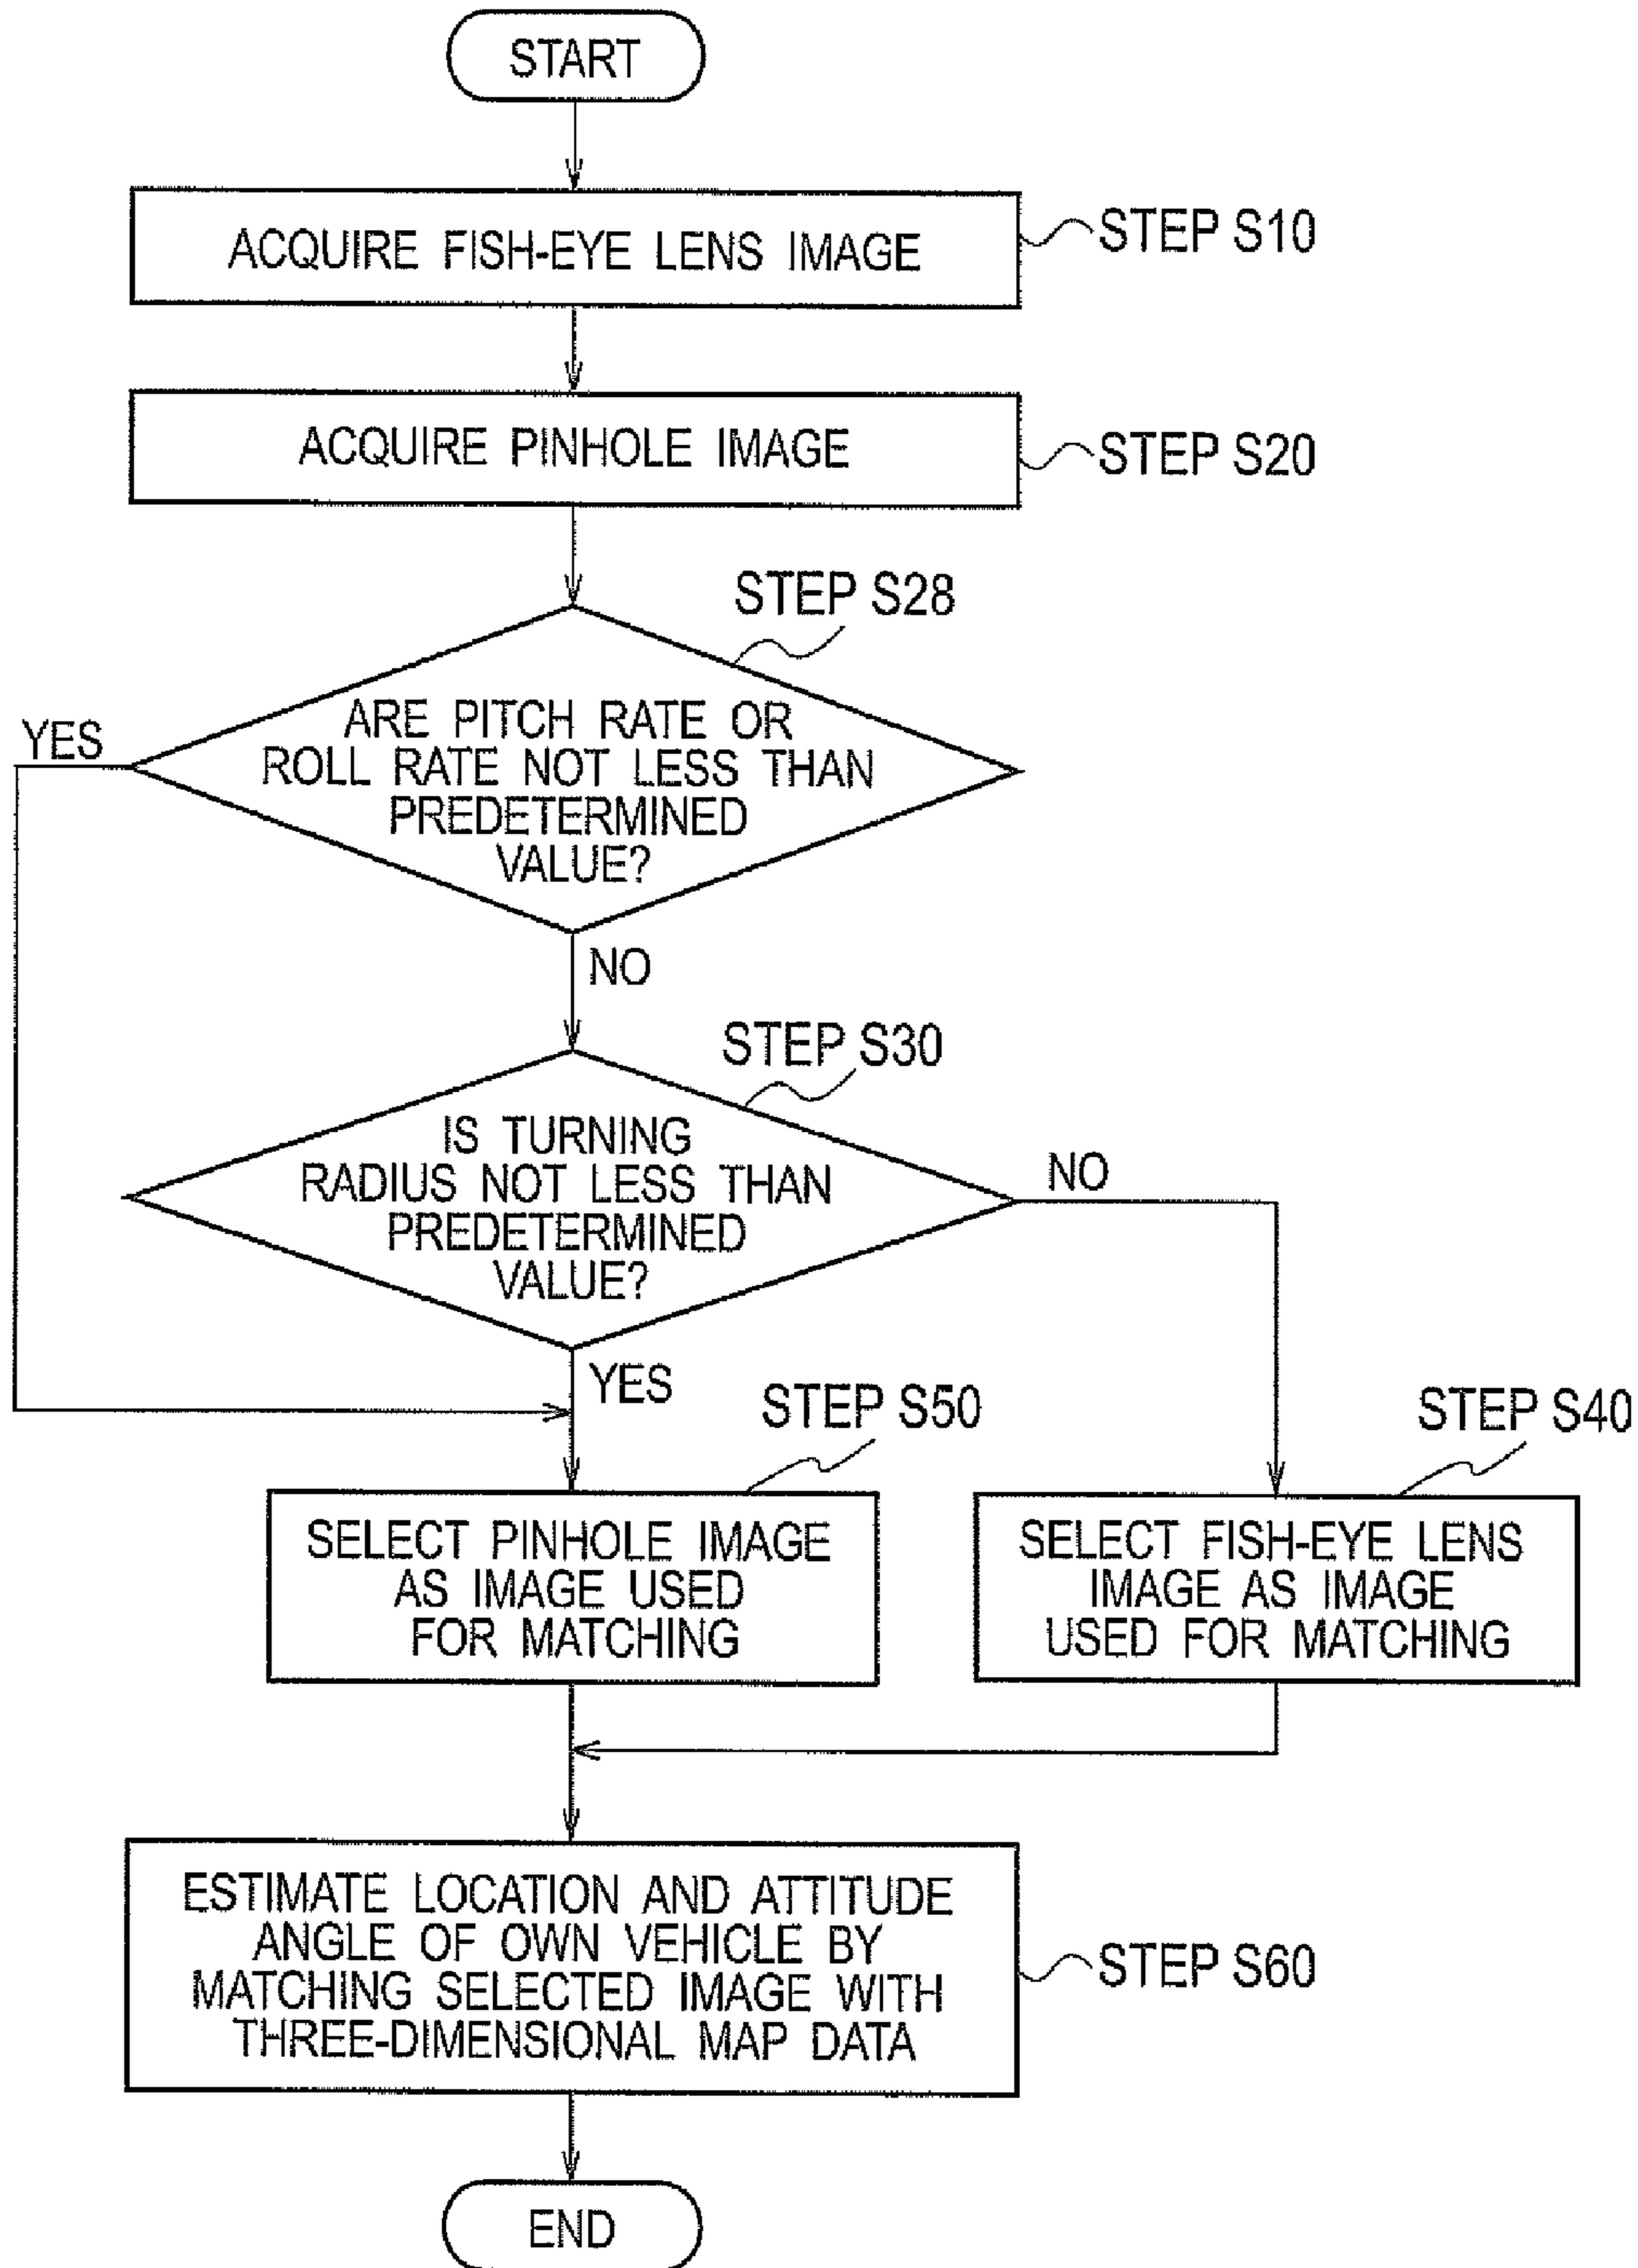 START
ACQUIRE FISH-EYE LENS IMAGE
STEP S10
ACQUIRE PINHOLE IMAGE
STEP S20
STEP S28
ARE PITCH RATE OR
ROLL RATE NOT LESS THAN
PREDETERMINED
VALUE?
YES
NO
STEP S30
IS TURNING
RADIUS NOT LESS THAN
PREDETERMINED
VALUE?
NO
YES
STEP S50
SELECT PINHOLE IMAGE
AS IMAGE USED
FOR MATCHING
STEP S40
SELECT FISH-EYE LENS
IMAGE AS IMAGE
USED FOR MATCHING
ESTIMATE LOCATION AND ATTITUDE
ANGLE OF OWN VEHICLE BY
MATCHING SELECTED IMAGE WITH
THREE-DIMENSIONAL MAP DATA
STEP S60
END